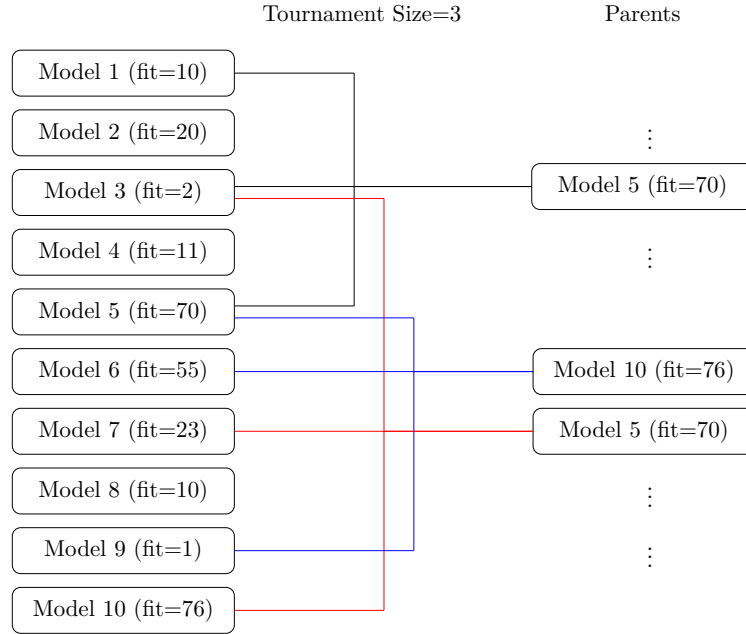 Tournament Size=3
Parents
Model 1 (fit=10)
Model 2 (fit=20)
Model 3 (fit=2)
Model 4 (fit=11)
Model 5 (fit=70)
Model 6 (fit=55)
Model 7 (fit=23)
Model 8 (fit=10)
Model 9 (fit=1)
Model 10 (fit=76)
⋮
Model 5 (fit=70)
⋮
Model 10 (fit=76)
Model 5 (fit=70)
⋮
⋮